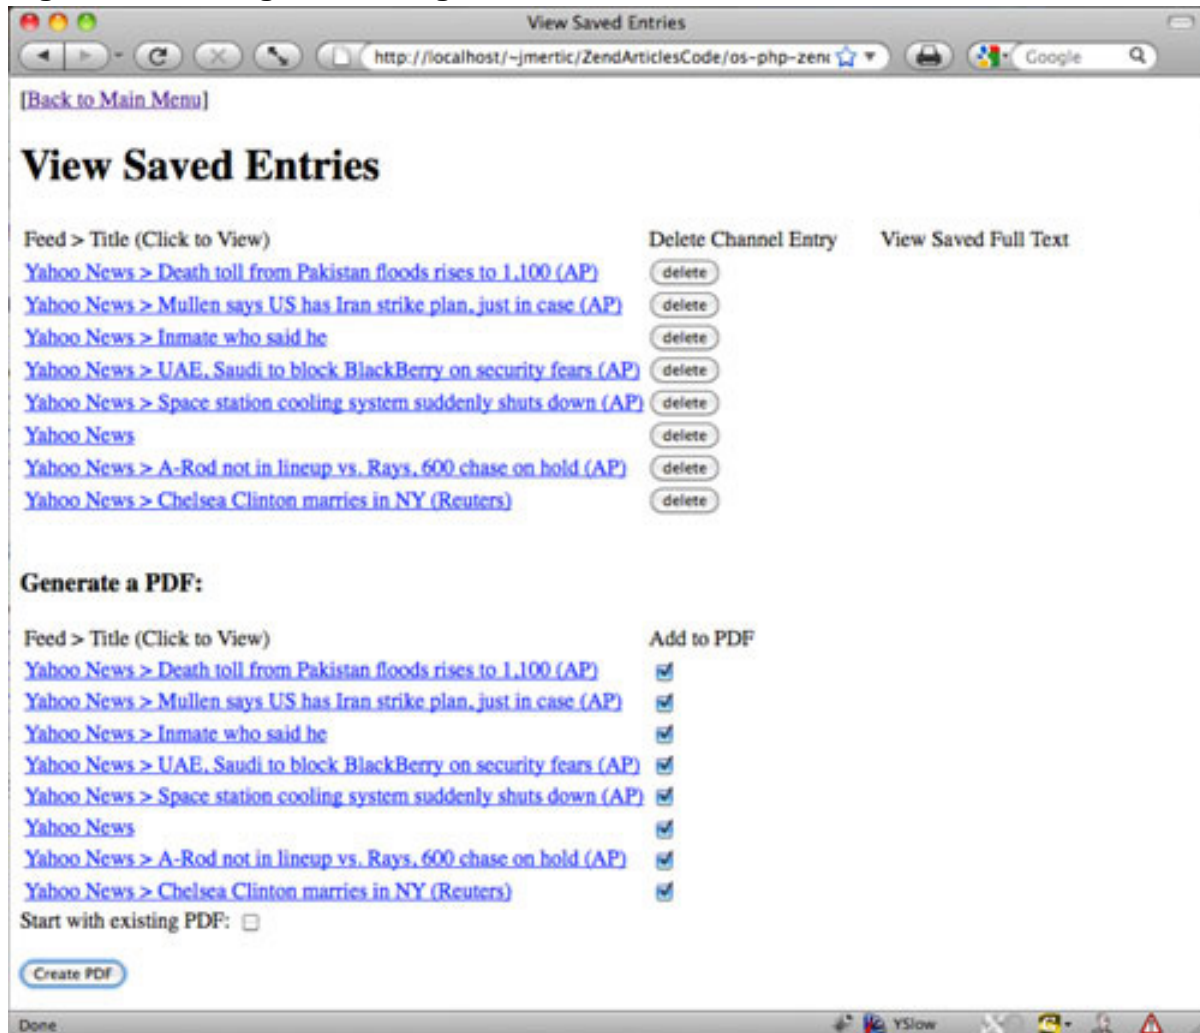 View Saved Entries
http://localhost/~jmertic/ZendArticlesCode/os-php-zen
Google
[Back to Main Menu]
View Saved Entries
Feed > Title (Click to View) Delete Channel Entry View Saved Full Text
Yahoo News > Death toll from Pakistan floods rises to 1,100 (AP) delete
Yahoo News > Mullen says US has Iran strike plan, just in case (AP) delete
Yahoo News > Inmate who said he delete
Yahoo News > UAE, Saudi to block BlackBerry on security fears (AP) delete
Yahoo News > Space station cooling system suddenly shuts down (AP) delete
Yahoo News delete
Yahoo News > A-Rod not in lineup vs. Rays, 600 chase on hold (AP) delete
Yahoo News > Chelsea Clinton marries in NY (Reuters) delete
Generate a PDF:
Feed > Title (Click to View) Add to PDF
Yahoo News > Death toll from Pakistan floods rises to 1,100 (AP)
Yahoo News > Mullen says US has Iran strike plan, just in case (AP)
Yahoo News > Inmate who said he
Yahoo News > UAE, Saudi to block BlackBerry on security fears (AP)
Yahoo News > Space station cooling system suddenly shuts down (AP)
Yahoo News
Yahoo News > A-Rod not in lineup vs. Rays, 600 chase on hold (AP)
Yahoo News > Chelsea Clinton marries in NY (Reuters)
Start with existing PDF:
Create PDF
Done YSlow